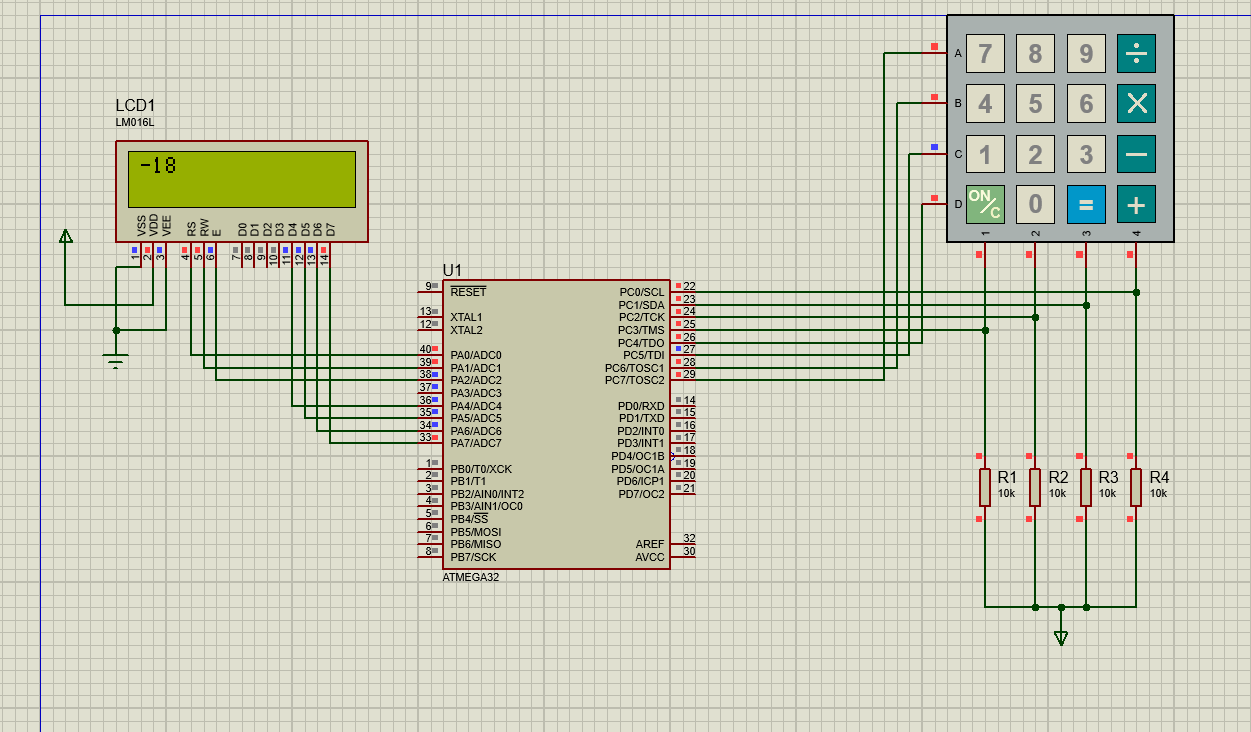 LCD1
LM016L
-18
VSS VDD VEE RS RW E D0 D1 D2 D3 D4 D5 D6 D7
1 2 3 4 5 6 7 8 9 10 11 12 13 14
A 7 8 9 ÷
B 4 5 6 ×
C 1 2 3 −
D ON/C 0 = +
1 2 3 4
U1
9 RESET PC0/SCL 22
PC1/SDA 23
13 XTAL1 PC2/TCK 24
12 XTAL2 PC3/TMS 25
PC4/TDO 26
40 PA0/ADC0 PC5/TDI 27
39 PA1/ADC1 PC6/TOSC1 28
38 PA2/ADC2 PC7/TOSC2 29
37 PA3/ADC3
36 PA4/ADC4 PD0/RXD 14
35 PA5/ADC5 PD1/TXD 15
34 PA6/ADC6 PD2/INT0 16
33 PA7/ADC7 PD3/INT1 17
PD4/OC1B 18
1 PB0/T0/XCK PD5/OC1A 19
2 PB1/T1 PD6/ICP1 20
3 PB2/AIN0/INT2 PD7/OC2 21
4 PB3/AIN1/OC0
5 PB4/SS
6 PB5/MOSI
7 PB6/MISO AREF 32
8 PB7/SCK AVCC 30
ATMEGA32
R1 R2 R3 R4
10k 10k 10k 10k